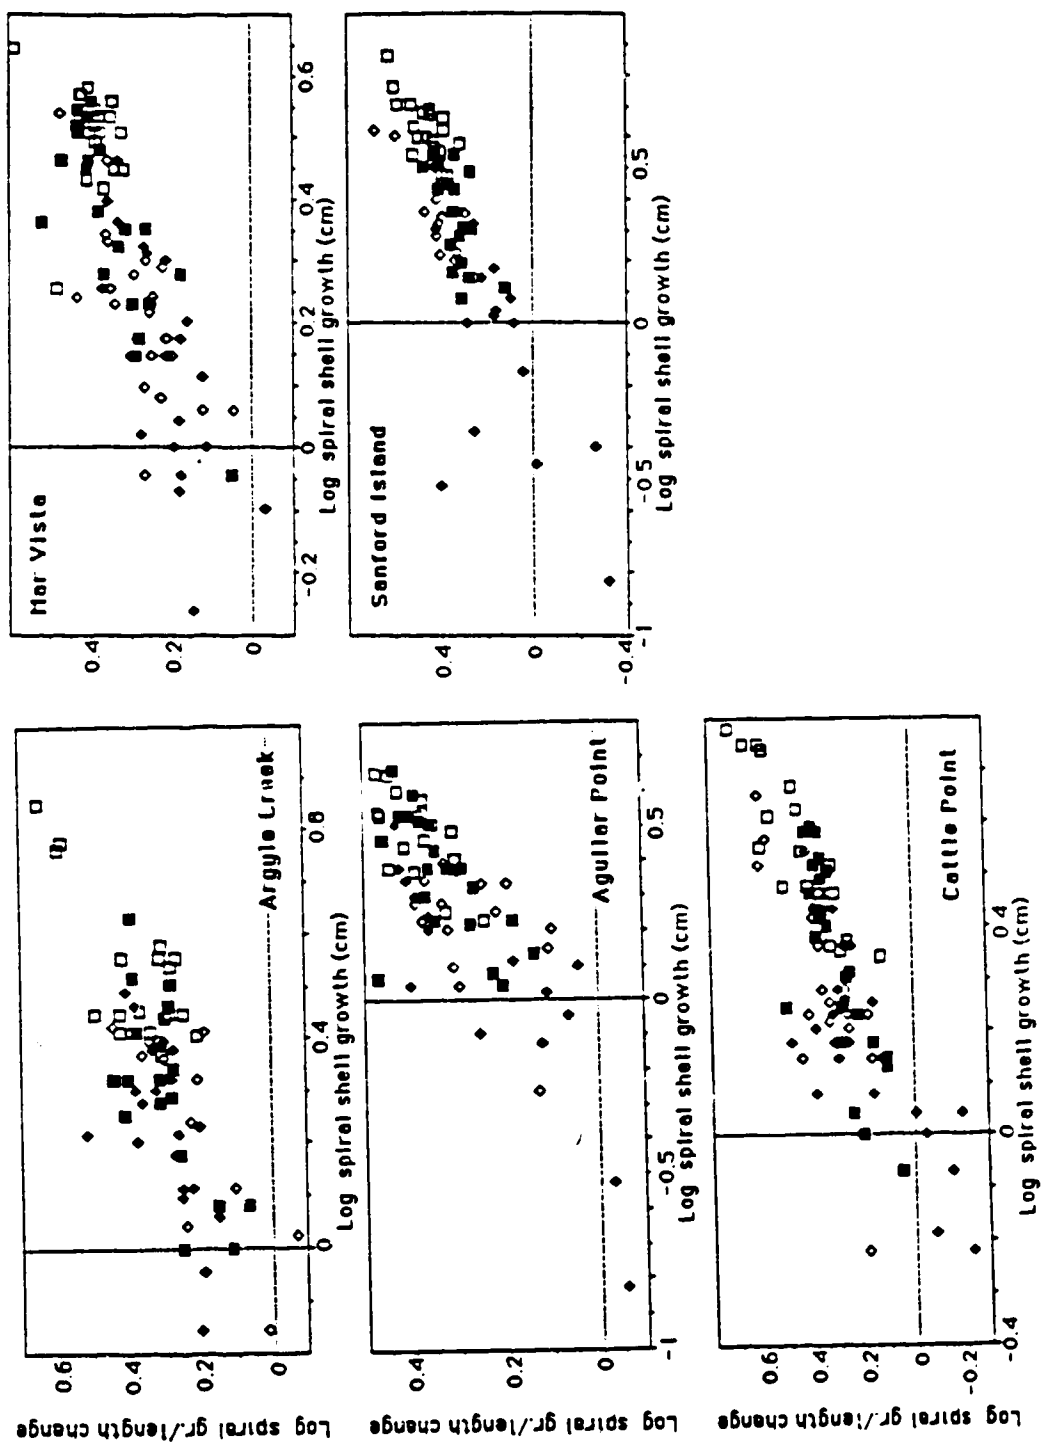 Log spiral gr./length change
0.6
0.4
0.2
0
Argyle Creek
0 0.4 0.8
Log spiral shell growth (cm)
Mar Vista
0.4
0.2
0
-0.2 0 0.2 0.4 0.6
Log spiral shell growth (cm)
Log spiral gr./length change
0.4
0.2
0
Aguilar Point
-1 -0.5 0 0.5
Log spiral shell growth (cm)
Sanford Island
0.4
0
-0.4
-1 -0.5 0 0.5
Log spiral shell growth (cm)
Log spiral gr./length change
0.6
0.4
0.2
0
-0.2
Cattle Point
-0.4 0 0.4
Log spiral shell growth (cm)